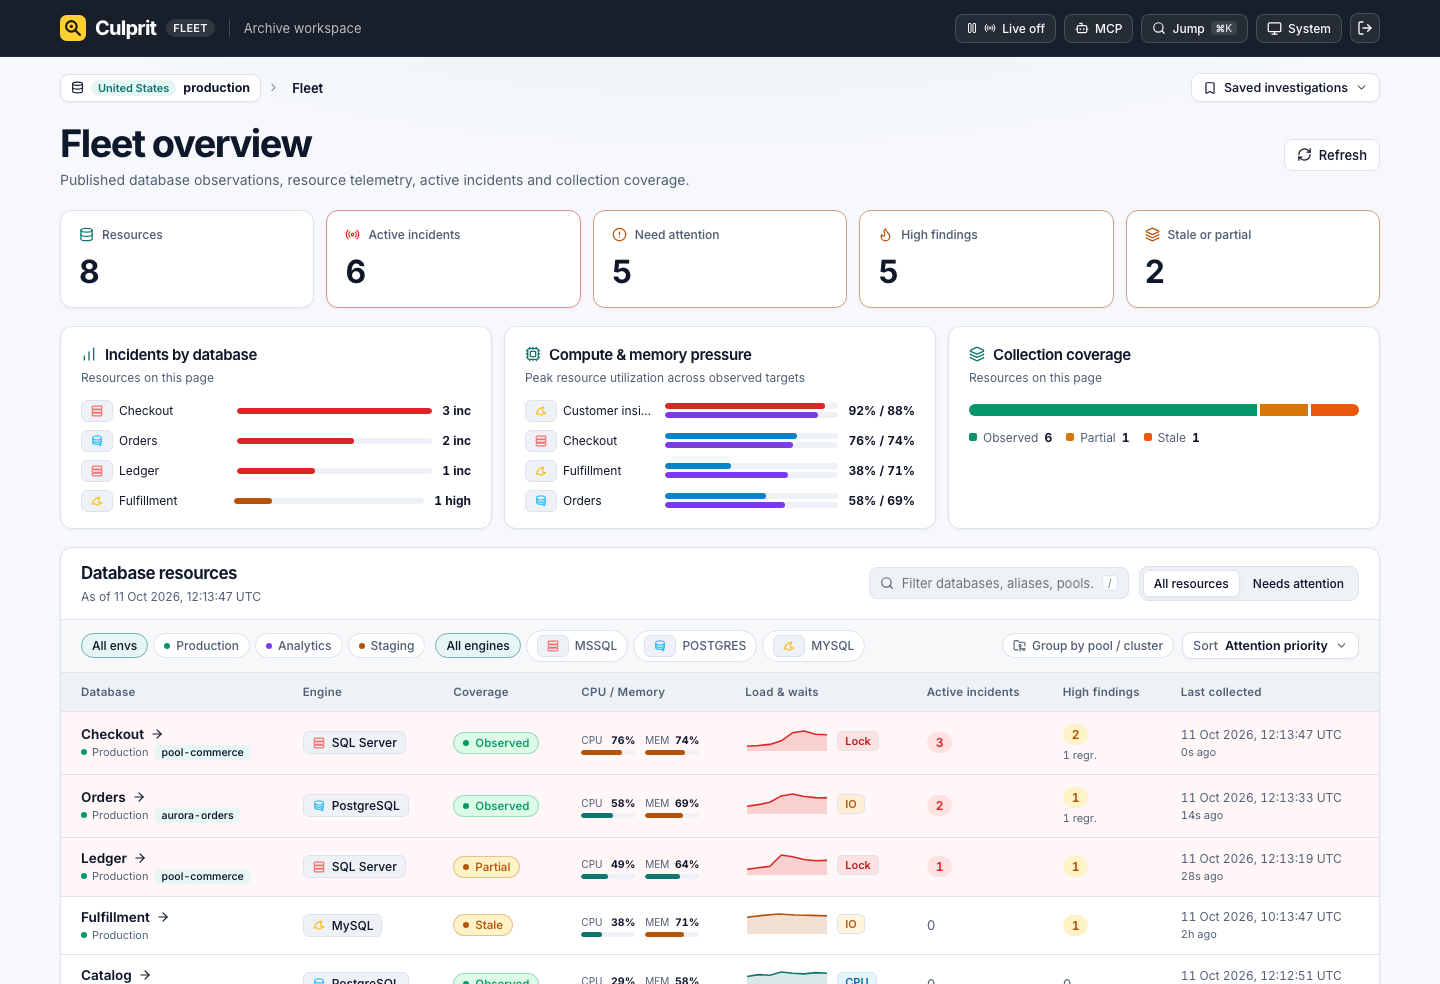 Culprit FLEET Archive workspace Live off MCP Jump ⌘K System
United States production > Fleet Saved investigations
Fleet overview
Refresh
Published database observations, resource telemetry, active incidents and collection coverage.
Resources
8
Active incidents
6
Need attention
5
High findings
5
Stale or partial
2
Incidents by database
Resources on this page
Checkout 3 inc
Orders 2 inc
Ledger 1 inc
Fulfillment 1 high
Compute & memory pressure
Peak resource utilization across observed targets
Customer insi... 92% / 88%
Checkout 76% / 74%
Fulfillment 38% / 71%
Orders 58% / 69%
Collection coverage
Resources on this page
Observed 6 Partial 1 Stale 1
Database resources
As of 11 Oct 2026, 12:13:47 UTC
Filter databases, aliases, pools. / All resources Needs attention
All envs Production Analytics Staging All engines MSSQL POSTGRES MYSQL Group by pool / cluster Sort Attention priority
Database Engine Coverage CPU / Memory Load & waits Active incidents High findings Last collected
Checkout → SQL Server Observed CPU 76% MEM 74% Lock 3 2 11 Oct 2026, 12:13:47 UTC
Production pool-commerce 1 regr. 0s ago
Orders → PostgreSQL Observed CPU 58% MEM 69% IO 2 1 11 Oct 2026, 12:13:33 UTC
Production aurora-orders 1 regr. 14s ago
Ledger → SQL Server Partial CPU 49% MEM 64% Lock 1 1 11 Oct 2026, 12:13:19 UTC
Production pool-commerce 28s ago
Fulfillment → MySQL Stale CPU 38% MEM 71% IO 0 1 11 Oct 2026, 10:13:47 UTC
Production 2h ago
Catalog → PostgreSQL Observed CPU 29% MEM 58% CPU 0 0 11 Oct 2026, 12:12:51 UTC